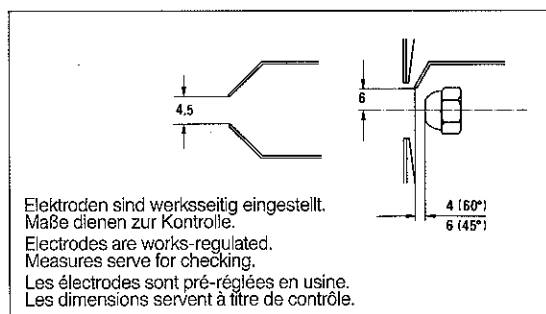 4,5
6
4 (60°)
6 (45°)
Elektroden sind werksseitig eingestellt.
Maße dienen zur Kontrolle.
Electrodes are works-regulated.
Measures serve for checking.
Les électrodes sont pré-réglées en usine.
Les dimensions servent à titre de contrôle.